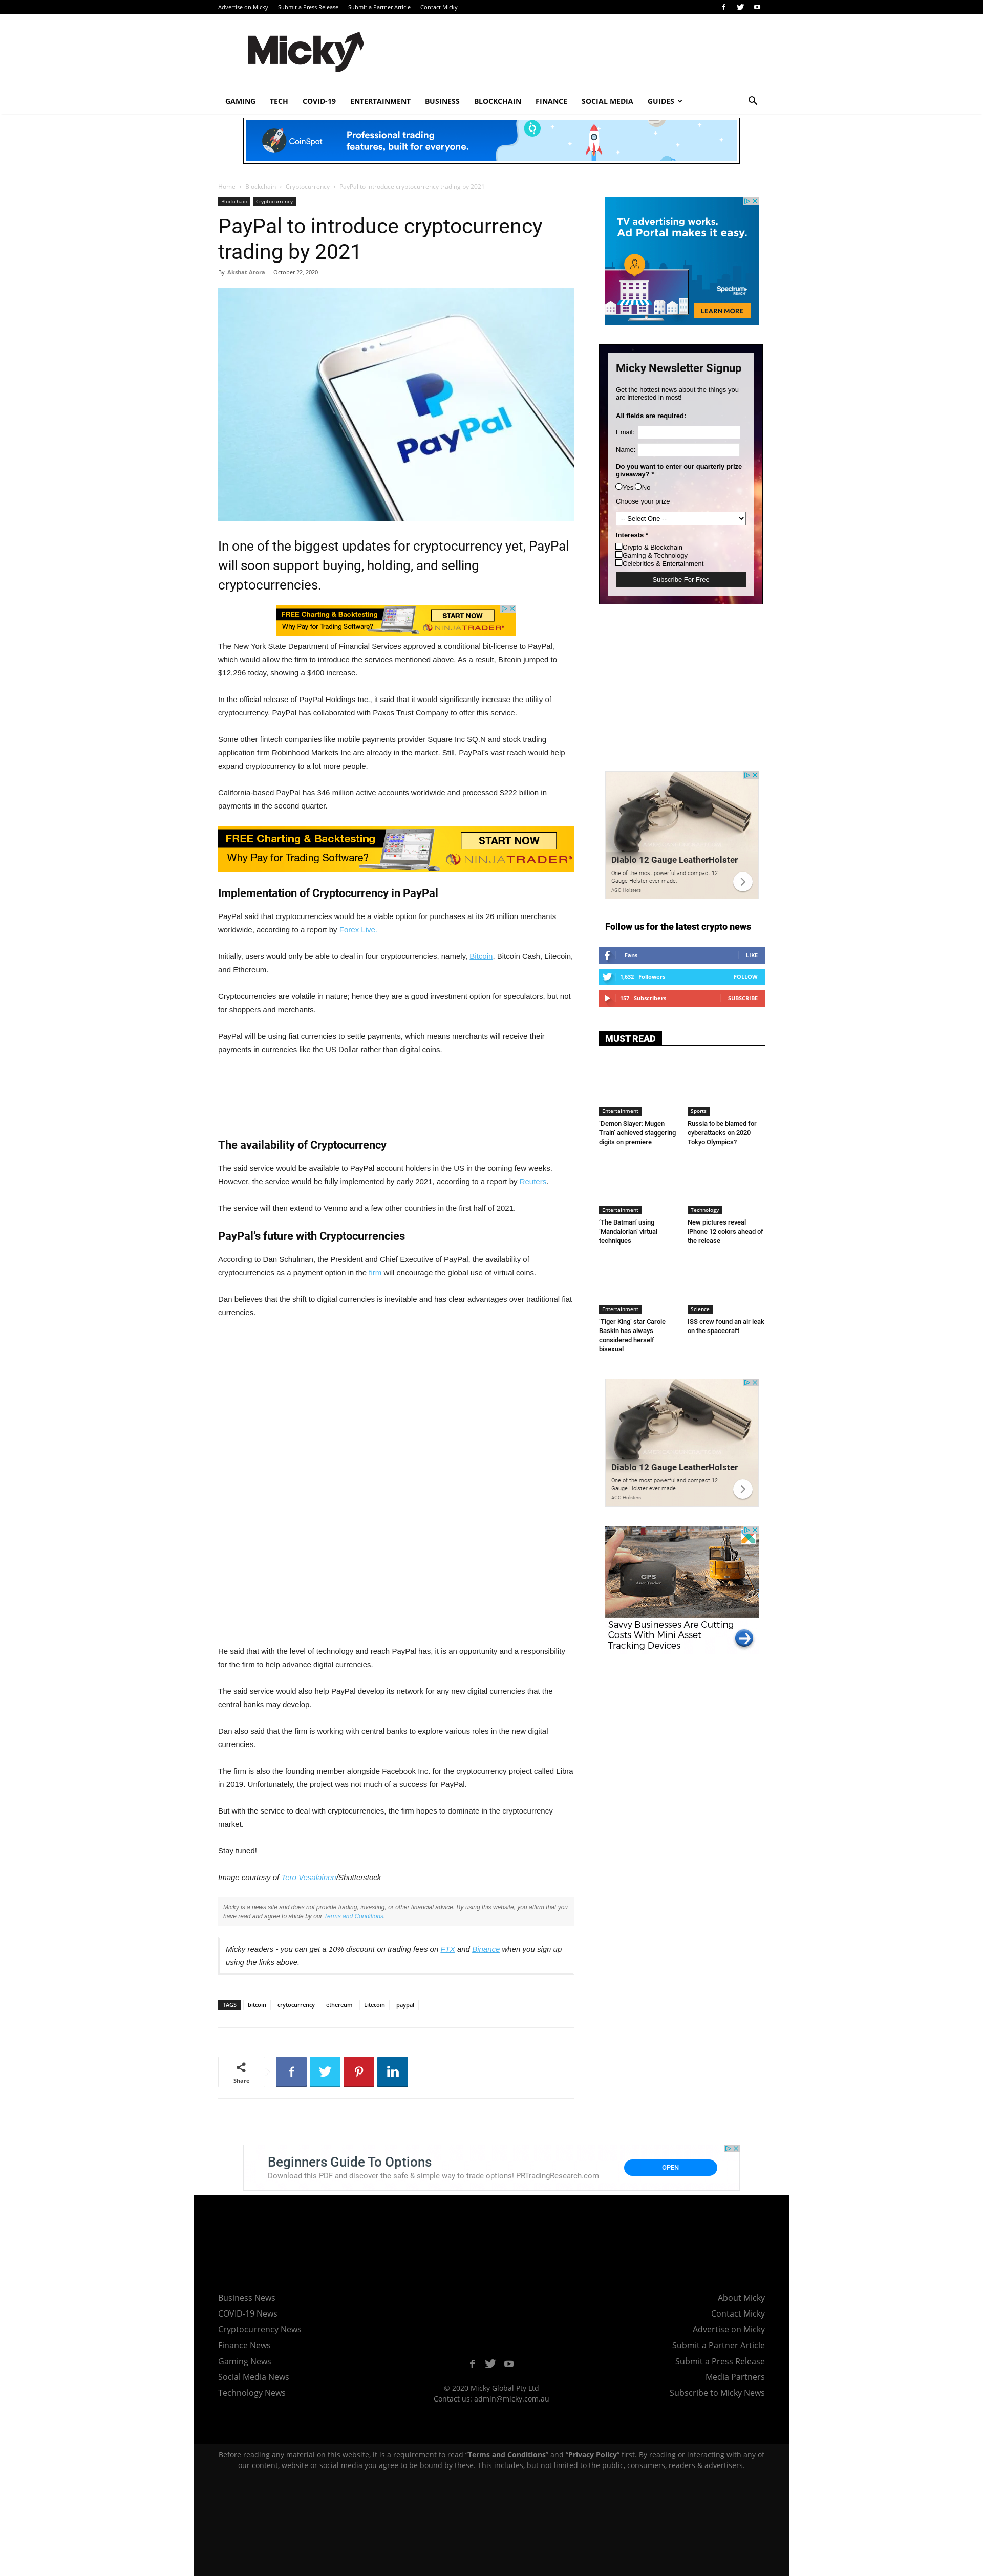 Advertise on Micky Submit a Press Release Submit a Partner Article Contact Micky
Micky
GAMING TECH COVID-19 ENTERTAINMENT BUSINESS BLOCKCHAIN FINANCE SOCIAL MEDIA GUIDES
CoinSpot
Professional trading
features, built for everyone.
Home › Blockchain › Cryptocurrency › PayPal to introduce cryptocurrency trading by 2021
Blockchain Cryptocurrency
PayPal to introduce cryptocurrency
trading by 2021
By Akshat Arora - October 22, 2020
PayPal
In one of the biggest updates for cryptocurrency yet, PayPal
will soon support buying, holding, and selling
cryptocurrencies.
FREE Charting & Backtesting
Why Pay for Trading Software?
START NOW
NINJATRADER
The New York State Department of Financial Services approved a conditional bit-license to PayPal,
which would allow the firm to introduce the services mentioned above. As a result, Bitcoin jumped to
$12,296 today, showing a $400 increase.
In the official release of PayPal Holdings Inc., it said that it would significantly increase the utility of
cryptocurrency. PayPal has collaborated with Paxos Trust Company to offer this service.
Some other fintech companies like mobile payments provider Square Inc SQ.N and stock trading
application firm Robinhood Markets Inc are already in the market. Still, PayPal's vast reach would help
expand cryptocurrency to a lot more people.
California-based PayPal has 346 million active accounts worldwide and processed $222 billion in
payments in the second quarter.
FREE Charting & Backtesting
Why Pay for Trading Software?
START NOW
NINJATRADER
Implementation of Cryptocurrency in PayPal
PayPal said that cryptocurrencies would be a viable option for purchases at its 26 million merchants
worldwide, according to a report by Forex Live.
Initially, users would only be able to deal in four cryptocurrencies, namely, Bitcoin, Bitcoin Cash, Litecoin,
and Ethereum.
Cryptocurrencies are volatile in nature; hence they are a good investment option for speculators, but not
for shoppers and merchants.
PayPal will be using fiat currencies to settle payments, which means merchants will receive their
payments in currencies like the US Dollar rather than digital coins.
The availability of Cryptocurrency
The said service would be available to PayPal account holders in the US in the coming few weeks.
However, the service would be fully implemented by early 2021, according to a report by Reuters.
The service will then extend to Venmo and a few other countries in the first half of 2021.
PayPal's future with Cryptocurrencies
According to Dan Schulman, the President and Chief Executive of PayPal, the availability of
cryptocurrencies as a payment option in the firm will encourage the global use of virtual coins.
Dan believes that the shift to digital currencies is inevitable and has clear advantages over traditional fiat
currencies.
He said that with the level of technology and reach PayPal has, it is an opportunity and a responsibility
for the firm to help advance digital currencies.
The said service would also help PayPal develop its network for any new digital currencies that the
central banks may develop.
Dan also said that the firm is working with central banks to explore various roles in the new digital
currencies.
The firm is also the founding member alongside Facebook Inc. for the cryptocurrency project called Libra
in 2019. Unfortunately, the project was not much of a success for PayPal.
But with the service to deal with cryptocurrencies, the firm hopes to dominate in the cryptocurrency
market.
Stay tuned!
Image courtesy of Tero Vesalainen/Shutterstock
Micky is a news site and does not provide trading, investing, or other financial advice. By using this website, you affirm that you
have read and agree to abide by our Terms and Conditions.
Micky readers - you can get a 10% discount on trading fees on FTX and Binance when you sign up
using the links above.
TAGS bitcoin crytocurrency ethereum Litecoin paypal
Share
TV advertising works.
Ad Portal makes it easy.
Spectrum
REACH
LEARN MORE
Micky Newsletter Signup
Get the hottest news about the things you
are interested in most!
All fields are required:
Email:
Name:
Do you want to enter our quarterly prize
giveaway? *
Yes No
Choose your prize
-- Select One --
Interests *
Crypto & Blockchain
Gaming & Technology
Celebrities & Entertainment
Subscribe For Free
Diablo 12 Gauge LeatherHolster
One of the most powerful and compact 12
Gauge Holster ever made.
AGC Holsters
Follow us for the latest crypto news
Fans LIKE
1,632 Followers FOLLOW
157 Subscribers SUBSCRIBE
MUST READ
Entertainment
'Demon Slayer: Mugen
Train' achieved staggering
digits on premiere
Sports
Russia to be blamed for
cyberattacks on 2020
Tokyo Olympics?
Entertainment
'The Batman' using
'Mandalorian' virtual
techniques
Technology
New pictures reveal
iPhone 12 colors ahead of
the release
Entertainment
'Tiger King' star Carole
Baskin has always
considered herself
bisexual
Science
ISS crew found an air leak
on the spacecraft
Diablo 12 Gauge LeatherHolster
One of the most powerful and compact 12
Gauge Holster ever made.
AGC Holsters
GPS
Savvy Businesses Are Cutting
Costs With Mini Asset
Tracking Devices
Beginners Guide To Options
Download this PDF and discover the safe & simple way to trade options! PRTradingResearch.com
OPEN
Business News
COVID-19 News
Cryptocurrency News
Finance News
Gaming News
Social Media News
Technology News
© 2020 Micky Global Pty Ltd
Contact us: admin@micky.com.au
About Micky
Contact Micky
Advertise on Micky
Submit a Partner Article
Submit a Press Release
Media Partners
Subscribe to Micky News
Before reading any material on this website, it is a requirement to read "Terms and Conditions" and "Privacy Policy" first. By reading or interacting with any of
our content, website or social media you agree to be bound by these. This includes, but not limited to the public, consumers, readers & advertisers.